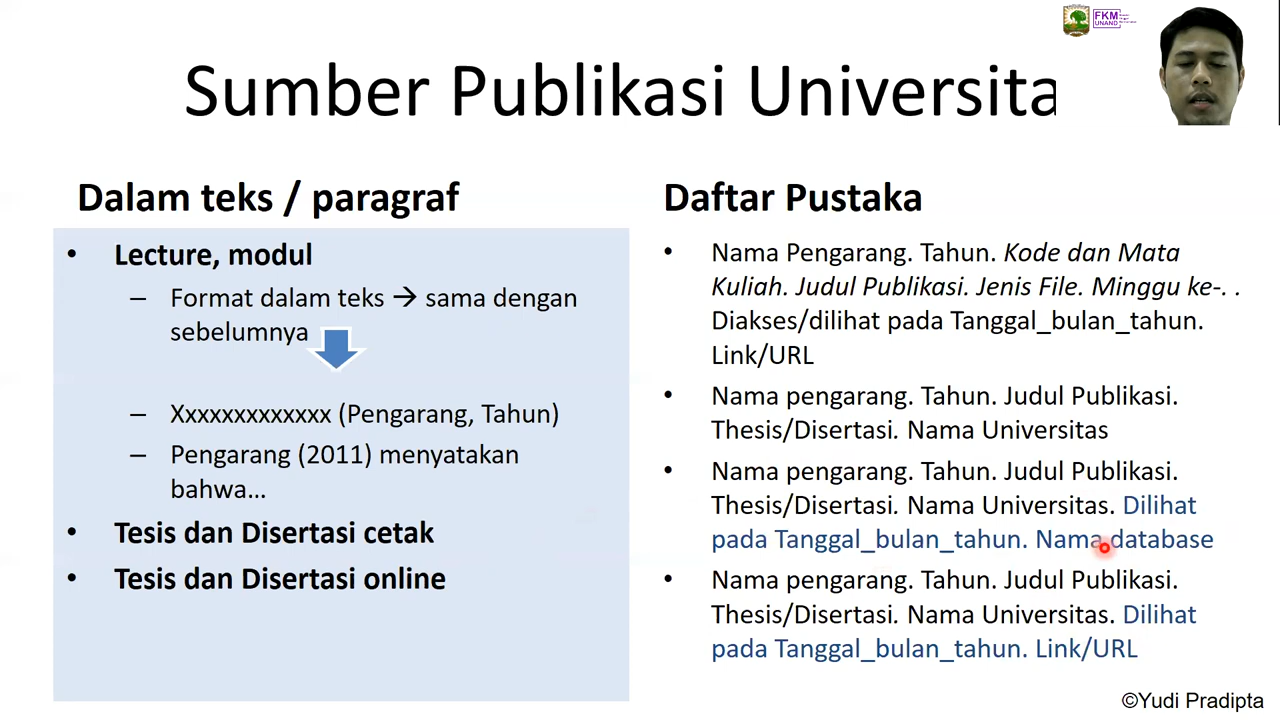 FKM
UNAND
Sumber Publikasi Universita
Dalam teks / paragraf
• Lecture, modul
– Format dalam teks → sama dengan
sebelumnya
– Xxxxxxxxxxxxx (Pengarang, Tahun)
– Pengarang (2011) menyatakan
bahwa…
• Tesis dan Disertasi cetak
• Tesis dan Disertasi online
Daftar Pustaka
• Nama Pengarang. Tahun. Kode dan Mata
Kuliah. Judul Publikasi. Jenis File. Minggu ke-. .
Diakses/dilihat pada Tanggal_bulan_tahun.
Link/URL
• Nama pengarang. Tahun. Judul Publikasi.
Thesis/Disertasi. Nama Universitas
• Nama pengarang. Tahun. Judul Publikasi.
Thesis/Disertasi. Nama Universitas. Dilihat
pada Tanggal_bulan_tahun. Nama database
• Nama pengarang. Tahun. Judul Publikasi.
Thesis/Disertasi. Nama Universitas. Dilihat
pada Tanggal_bulan_tahun. Link/URL
©Yudi Pradipta